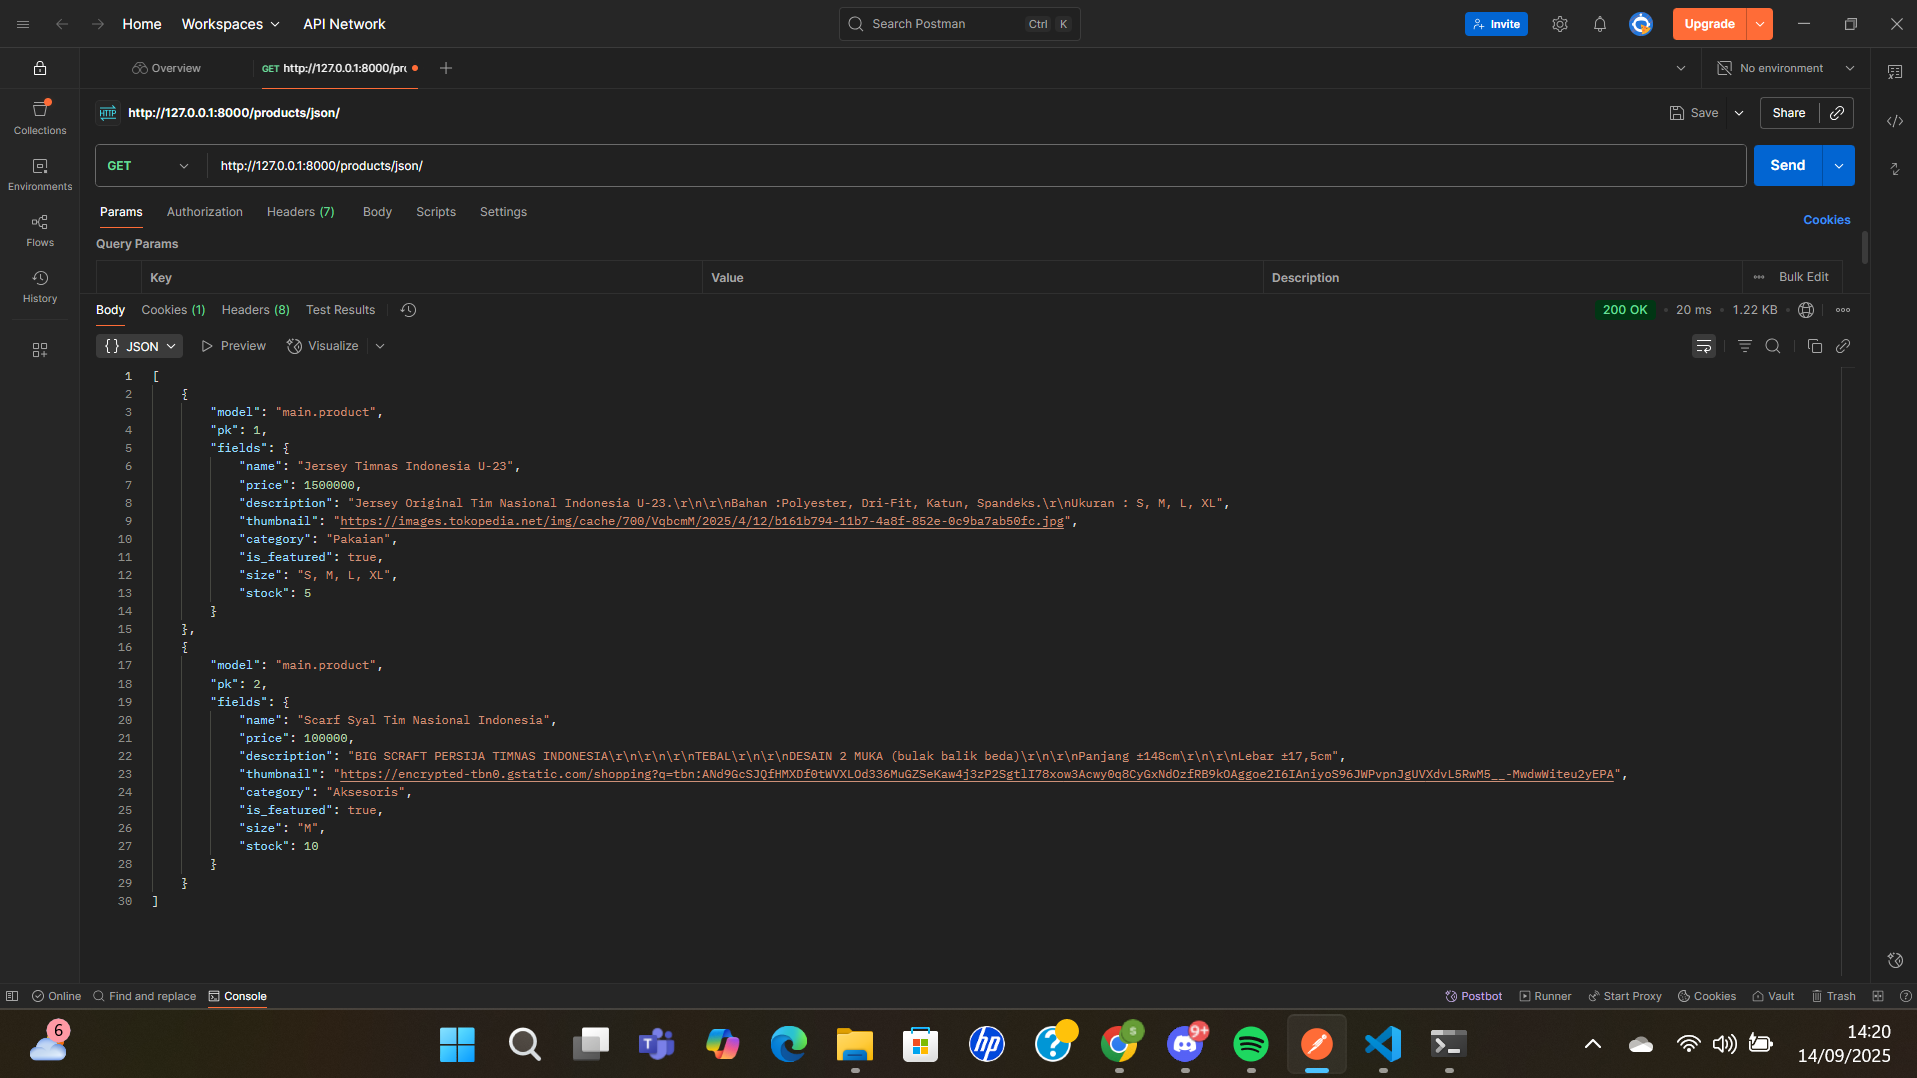 Home
Workspaces
API Network
Search Postman
Ctrl K
Invite
Upgrade
Overview
GET http://127.0.0.1:8000/pr
No environment
HTTP http://127.0.0.1:8000/products/json/
Save
Share
Collections
Environments
Flows
History
GET
http://127.0.0.1:8000/products/json/
Send
Params
Authorization
Headers (7)
Body
Scripts
Settings
Cookies
Query Params
Key
Value
Description
Bulk Edit
Body
Cookies (1)
Headers (8)
Test Results
200 OK
20 ms
1.22 KB
{ } JSON
Preview
Visualize
1 [
2 {
3 "model": "main.product",
4 "pk": 1,
5 "fields": {
6 "name": "Jersey Timnas Indonesia U-23",
7 "price": 1500000,
8 "description": "Jersey Original Tim Nasional Indonesia U-23.\r\n\r\nBahan :Polyester, Dri-Fit, Katun, Spandeks.\r\nUkuran : S, M, L, XL",
9 "thumbnail": "https://images.tokopedia.net/img/cache/700/VqbcmM/2025/4/12/b161b794-11b7-4a8f-852e-0c9ba7ab50fc.jpg",
10 "category": "Pakaian",
11 "is_featured": true,
12 "size": "S, M, L, XL",
13 "stock": 5
14 }
15 },
16 {
17 "model": "main.product",
18 "pk": 2,
19 "fields": {
20 "name": "Scarf Syal Tim Nasional Indonesia",
21 "price": 100000,
22 "description": "BIG SCRAFT PERSIJA TIMNAS INDONESIA\r\n\r\n\r\nTEBAL\r\n\r\nDESAIN 2 MUKA (bulak balik beda)\r\n\r\nPanjang ±148cm\r\n\r\nLebar ±17,5cm",
23 "thumbnail": "https://encrypted-tbn0.gstatic.com/shopping?q=tbn:ANd9GcSJQfHMXDf0tWVXLOd336MuGZSeKaw4j3zP2SgtlI78xow3Acwy0q8CyGxNdOzfRB9kOAggoe2I6IAniyoS96JWPvpnJgUVXdvL5RwM5__-MwdwWiteu2yEPA",
24 "category": "Aksesoris",
25 "is_featured": true,
26 "size": "M",
27 "stock": 10
28 }
29 }
30 ]
Online
Find and replace
Console
Postbot
Runner
Start Proxy
Cookies
Vault
Trash
6
hp
S
9+
14:20
14/09/2025